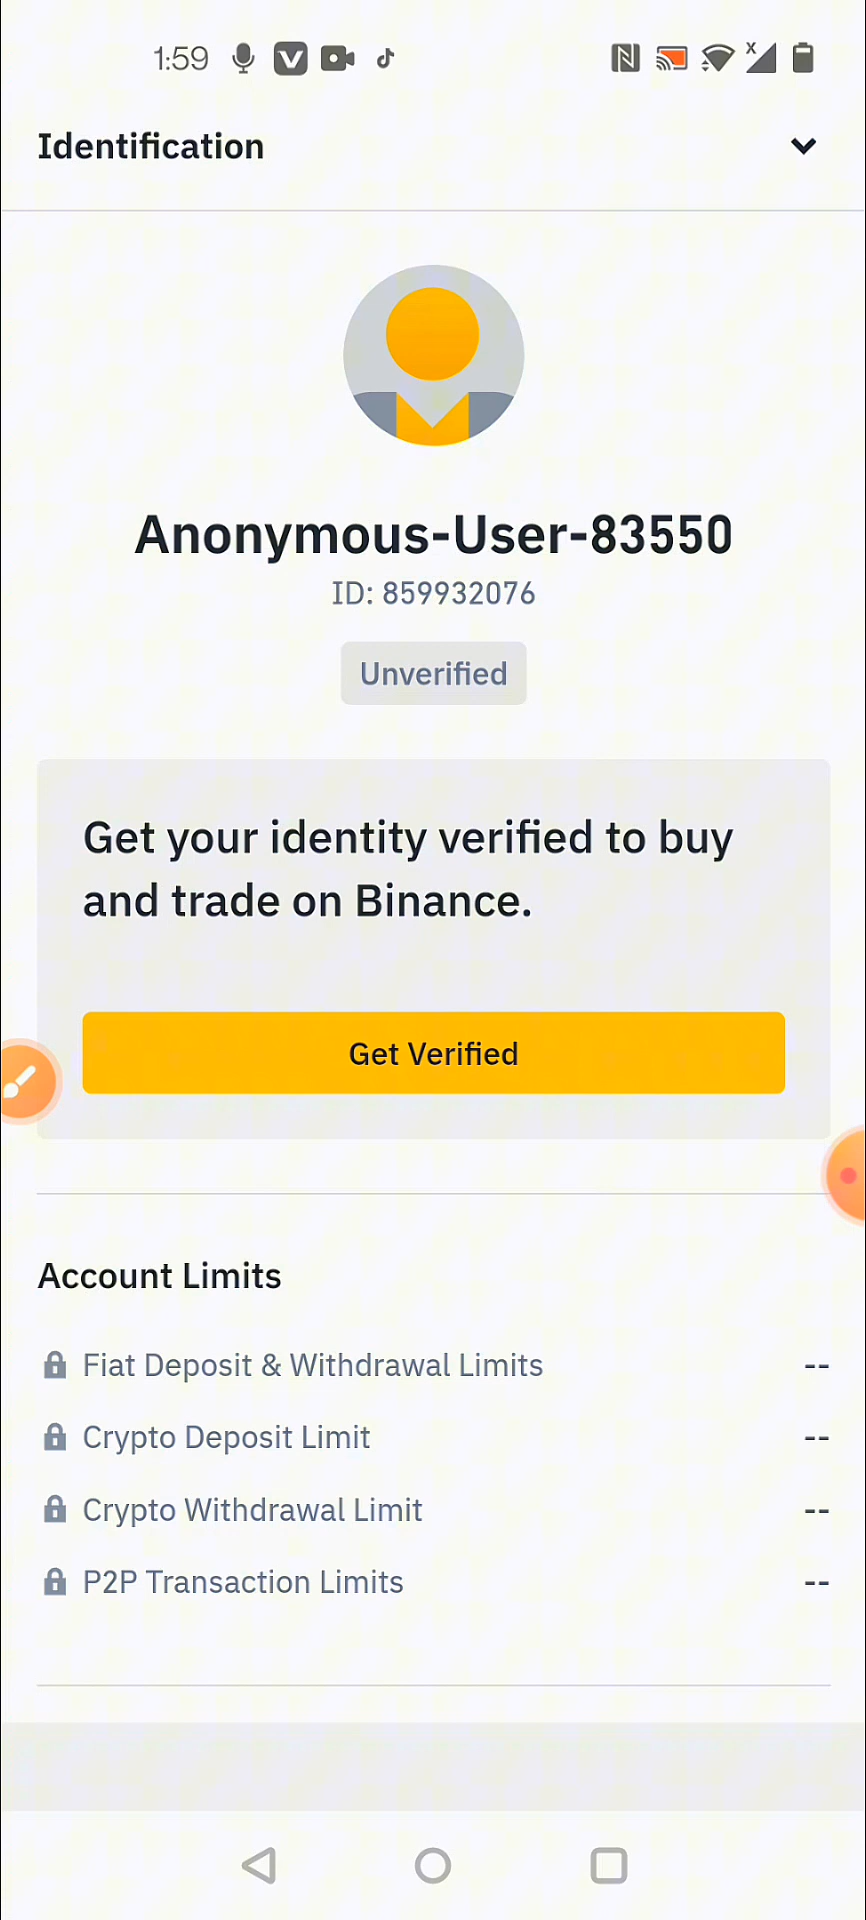 1:59
Identification
Anonymous-User-83550
ID: 859932076
Unverified
Get your identity verified to buy
and trade on Binance.
Get Verified
Account Limits
Fiat Deposit & Withdrawal Limits --
Crypto Deposit Limit --
Crypto Withdrawal Limit --
P2P Transaction Limits --